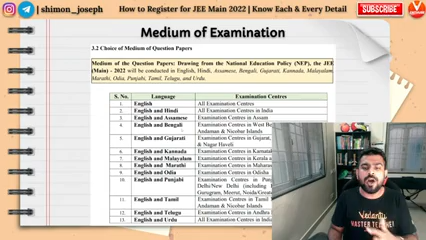 | shimon_joseph
How to Register for JEE Main 2022 | Know Each & Every Detail
SUBSCRIBE
Medium of Examination
3.2 Choice of Medium of Question Papers
Medium of the Question Papers: Drawing from the National Education Policy (NEP), the JEE
(Main) - 2022 will be conducted in English, Hindi, Assamese, Bengali, Gujarati, Kannada, Malayalam
Marathi, Odia, Punjabi, Tamil, Telugu, and Urdu.
S. No. Language Examination Centres
1. English All Examination Centres
2. English and Hindi All Examination Centres in India
3. English and Assamese Examination Centres in Assam
4. English and Bengali Examination Centres in West Be
Andaman & Nicobar Islands
5. English and Gujarati Examination Centres in
& Nagar Haveli
6. English and Kannada Examination Centres in Karnatak
7. English and Malayalam Examination Centres in Kerala a
8. English and Marathi Examination Centres in Mahara
9. English and Odia Examination Centres in Odisha
10. English and Punjabi Examination Centres in Punj
Delhi/New Delhi (including
Gurugram, Meerut, Noida/Great
11. English and Tamil Examination Centres in Tamil
Andaman & Nicobar Islands
12. English and Telugu Examination Centres in Andhra
13. English and Urdu All Examination Centres in
Vedantu
MASTER TEACHER